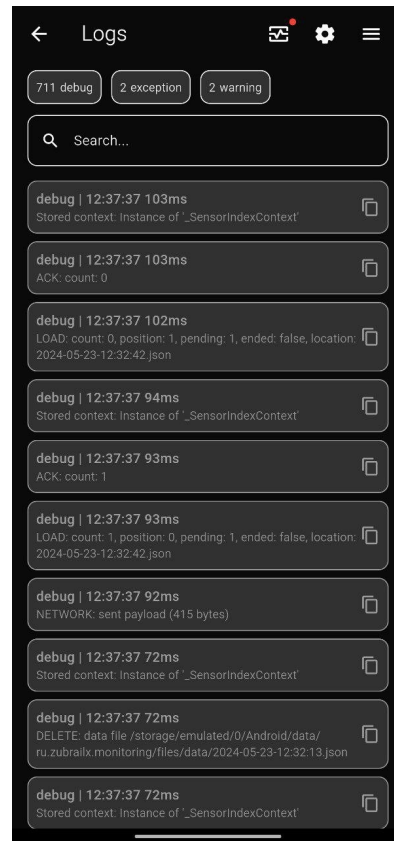 Logs
711 debug
2 exception
2 warning
Search...
debug | 12:37:37 103ms
Stored context: Instance of '_SensorIndexContext'
debug | 12:37:37 103ms
ACK: count: 0
debug | 12:37:37 102ms
LOAD: count: 0, position: 1, pending: 1, ended: false, location:
2024-05-23-12:32:42.json
debug | 12:37:37 94ms
Stored context: Instance of '_SensorIndexContext'
debug | 12:37:37 93ms
ACK: count: 1
debug | 12:37:37 93ms
LOAD: count: 1, position: 0, pending: 1, ended: false, location:
2024-05-23-12:32:42.json
debug | 12:37:37 92ms
NETWORK: sent payload (415 bytes)
debug | 12:37:37 72ms
Stored context: Instance of '_SensorIndexContext'
debug | 12:37:37 72ms
DELETE: data file /storage/emulated/0/Android/data/
ru.zubrailx.monitoring/files/data/2024-05-23-12:32:13.json
debug | 12:37:37 72ms
Stored context: Instance of '_SensorIndexContext'